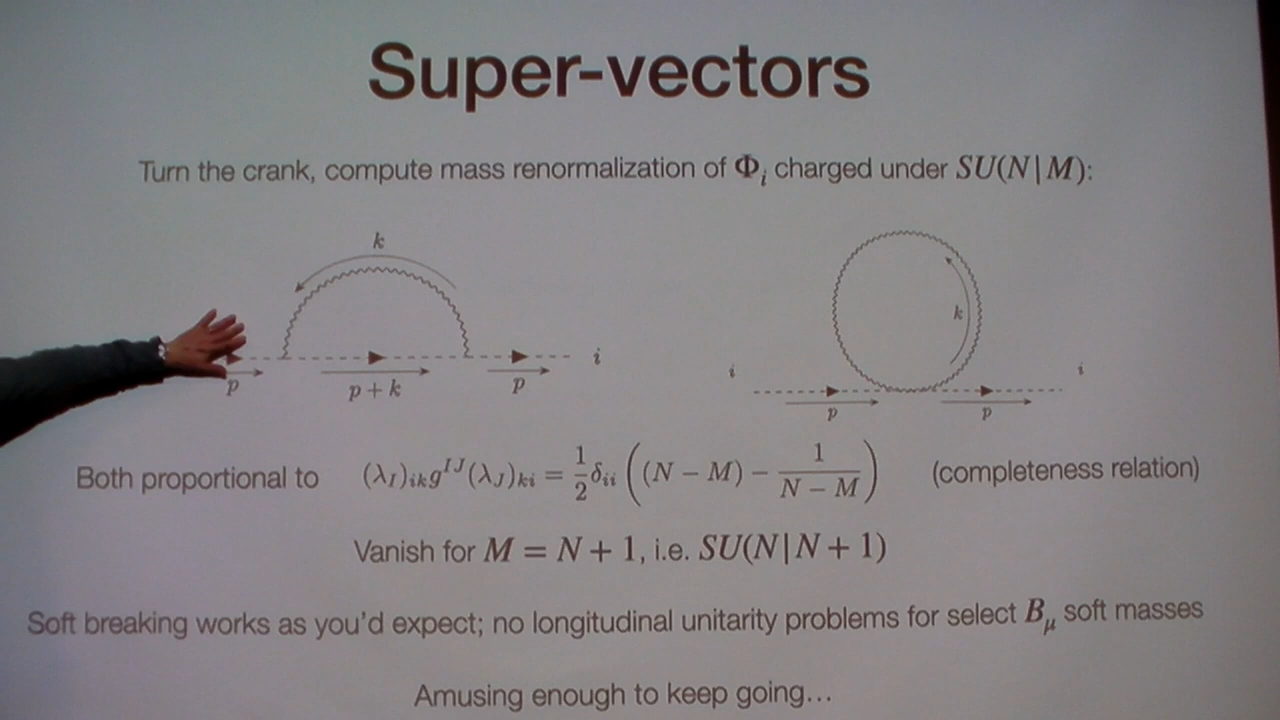 Super-vectors
Turn the crank, compute mass renormalization of Φ_i charged under SU(N|M):
k
k
i
i
i
p
p + k
p
p
p
Both proportional to (λ_I)_{ik} g^{IJ} (λ_J)_{ki} = \frac{1}{2} δ_{ii} ( (N − M) − \frac{1}{N − M} ) (completeness relation)
Vanish for M = N + 1, i.e. SU(N|N + 1)
Soft breaking works as you'd expect; no longitudinal unitarity problems for select B_μ soft masses
Amusing enough to keep going…